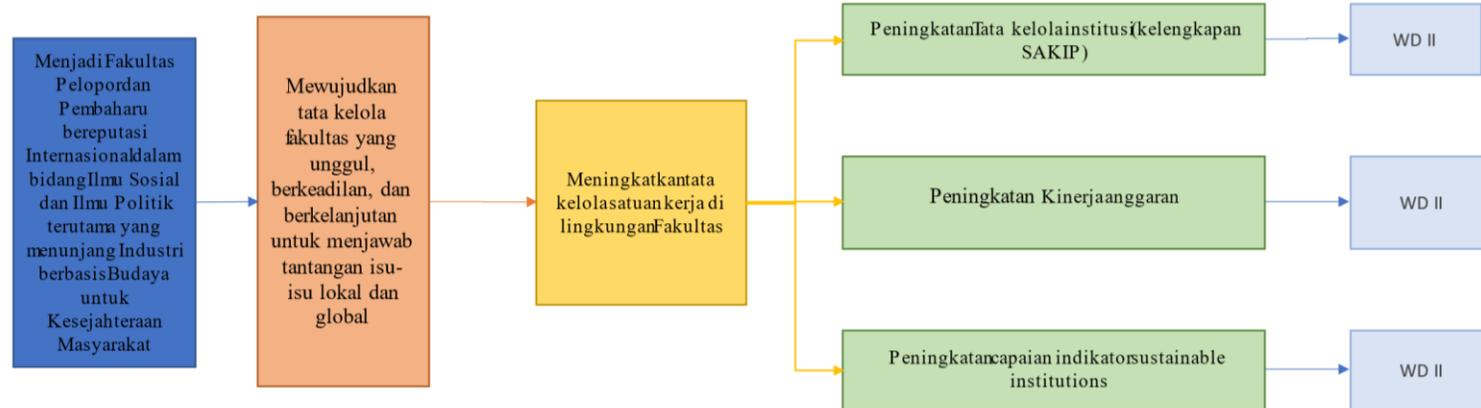 Menjadi Fakultas
Pelopor dan
Pembaharu
bereputasi
Internasional dalam
bidang Ilmu Sosial
dan Ilmu Politik
terutama yang
menunjang Industri
berbasis Budaya
untuk
Kesejahteraan
Masyarakat
Mewujudkan
tata kelola
fakultas yang
unggul,
berkeadilan, dan
berkelanjutan
untuk menjawab
tantangan isu-
isu lokal dan
global
Meningkatkan tata
kelola satuan kerja di
lingkungan Fakultas
Peningkatan Tata kelola institusi (kelengkapan
SAKIP)
WD II
Peningkatan Kinerja anggaran
WD II
Peningkatan capaian indikator sustainable
institutions
WD II